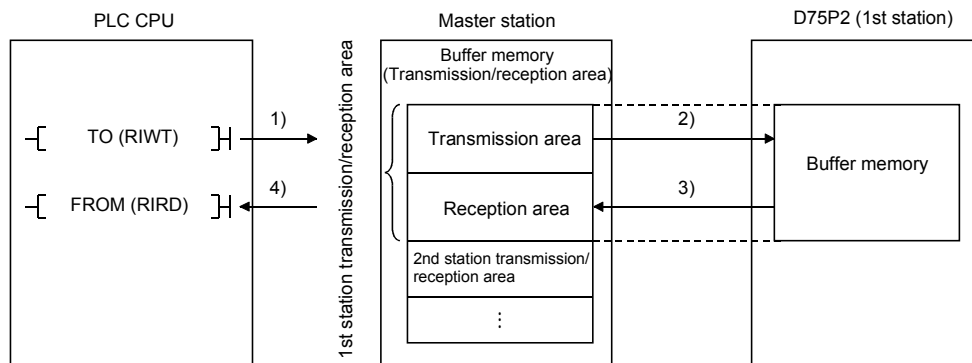 PLC CPU
Master station
D75P2 (1st station)
TO (RIWT)
1)
FROM (RIRD)
4)
1st station transmission/reception area
Buffer memory
(Transmission/reception area)
Transmission area
Reception area
2nd station transmission/
reception area
⋮
2)
3)
Buffer memory